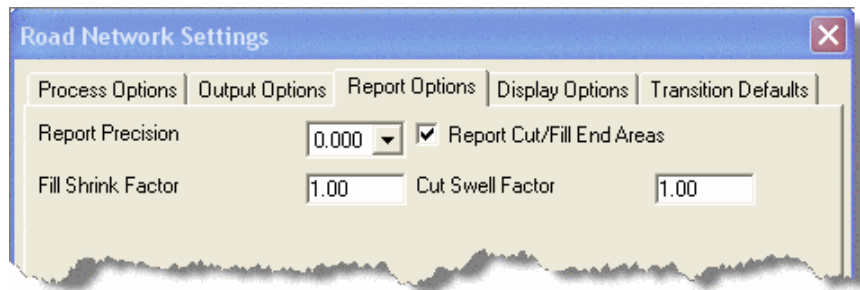 Road Network Settings
Process Options Output Options Report Options Display Options Transition Defaults
Report Precision 0.000 Report Cut/Fill End Areas
Fill Shrink Factor 1.00 Cut Swell Factor 1.00